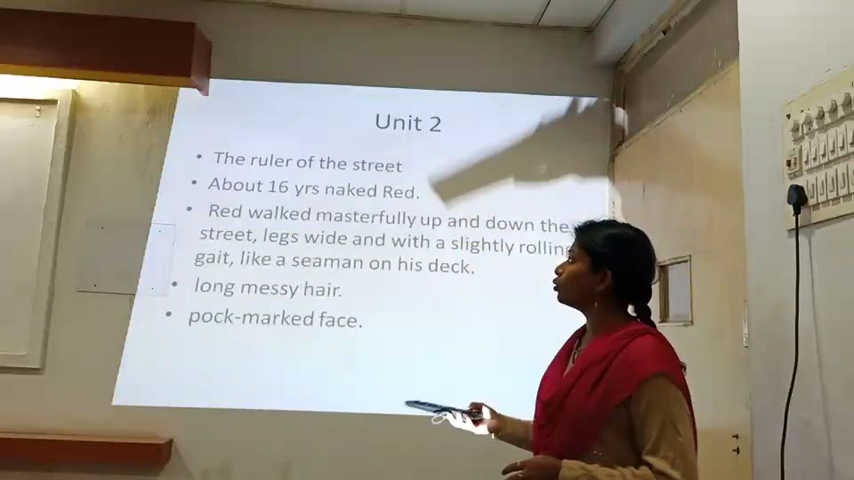 Unit 2
• The ruler of the street
• About 16 yrs naked Red.
• Red walked masterfully up and down the
street, legs wide and with a slightly rolling
gait, like a seaman on his deck.
• long messy hair.
• pock-marked face.